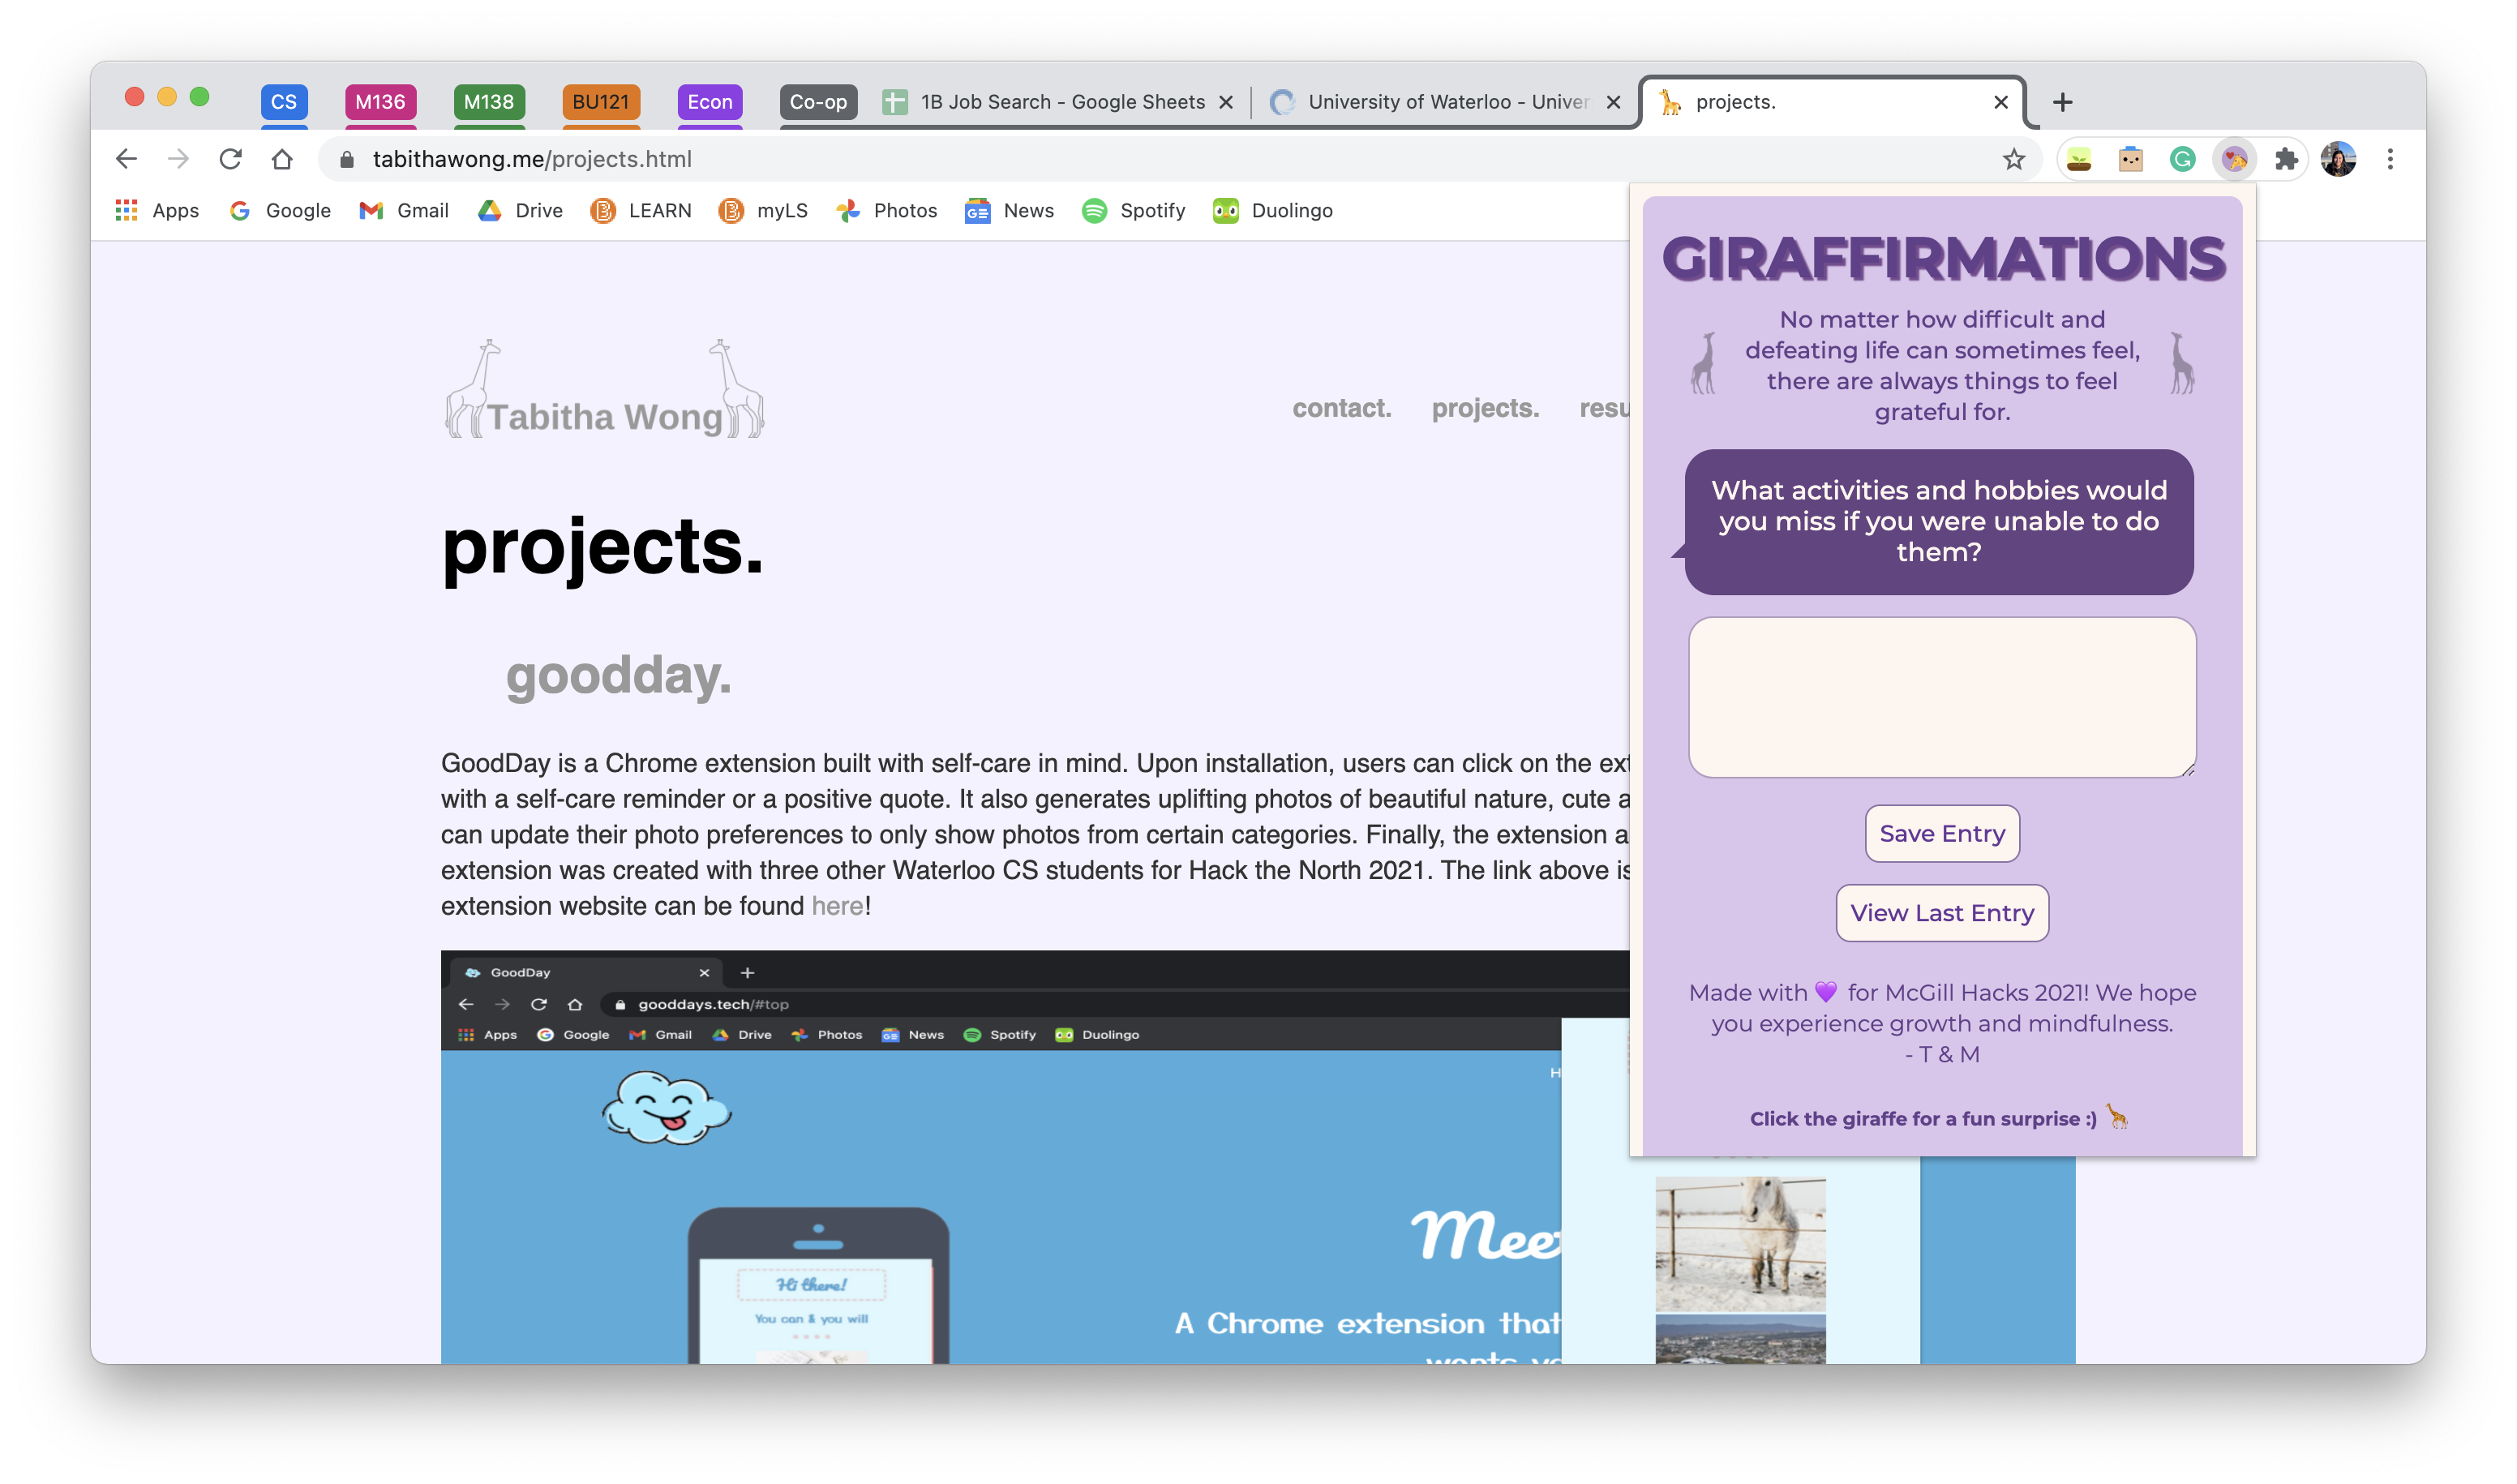 CS
M136
M138
BU121
Econ
Co-op
1B Job Search - Google Sheets
University of Waterloo - Univer
projects.
tabithawong.me/projects.html
Apps
Google
Gmail
Drive
LEARN
myLS
Photos
News
Spotify
Duolingo
Tabitha Wong
contact.
projects.
resu
projects.
goodday.
GoodDay is a Chrome extension built with self-care in mind. Upon installation, users can click on the ext
with a self-care reminder or a positive quote. It also generates uplifting photos of beautiful nature, cute a
can update their photo preferences to only show photos from certain categories. Finally, the extension a
extension was created with three other Waterloo CS students for Hack the North 2021. The link above is
extension website can be found here!
GoodDay
gooddays.tech/#top
Apps
Google
Gmail
Drive
Photos
News
Spotify
Duolingo
H
Hi there!
You can & you will
Mee
A Chrome extension that
wants yo
GIRAFFIRMATIONS
No matter how difficult and
defeating life can sometimes feel,
there are always things to feel
grateful for.
What activities and hobbies would
you miss if you were unable to do
them?
Save Entry
View Last Entry
Made with 💜 for McGill Hacks 2021! We hope
you experience growth and mindfulness.
- T & M
Click the giraffe for a fun surprise :)